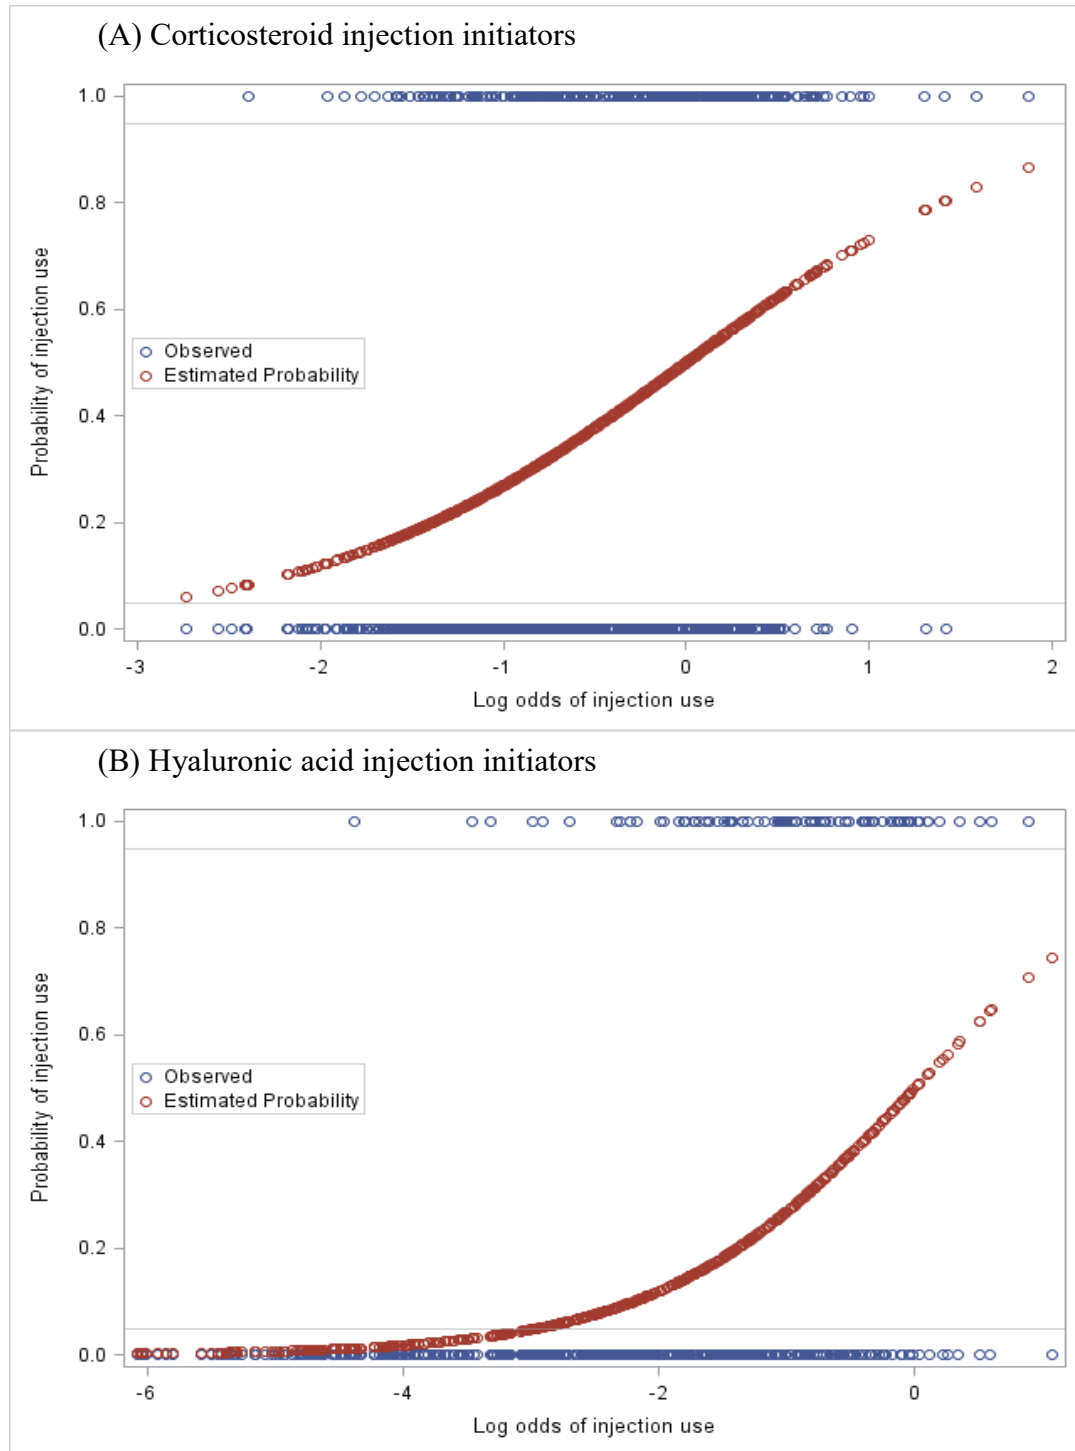 (A) Corticosteroid injection initiators
1.0
0.8
0.6
0.4
0.2
0.0
Probability of injection use
Observed
Estimated Probability
-3 -2 -1 0 1 2
Log odds of injection use
(B) Hyaluronic acid injection initiators
1.0
0.8
0.6
0.4
0.2
0.0
Probability of injection use
Observed
Estimated Probability
-6 -4 -2 0
Log odds of injection use